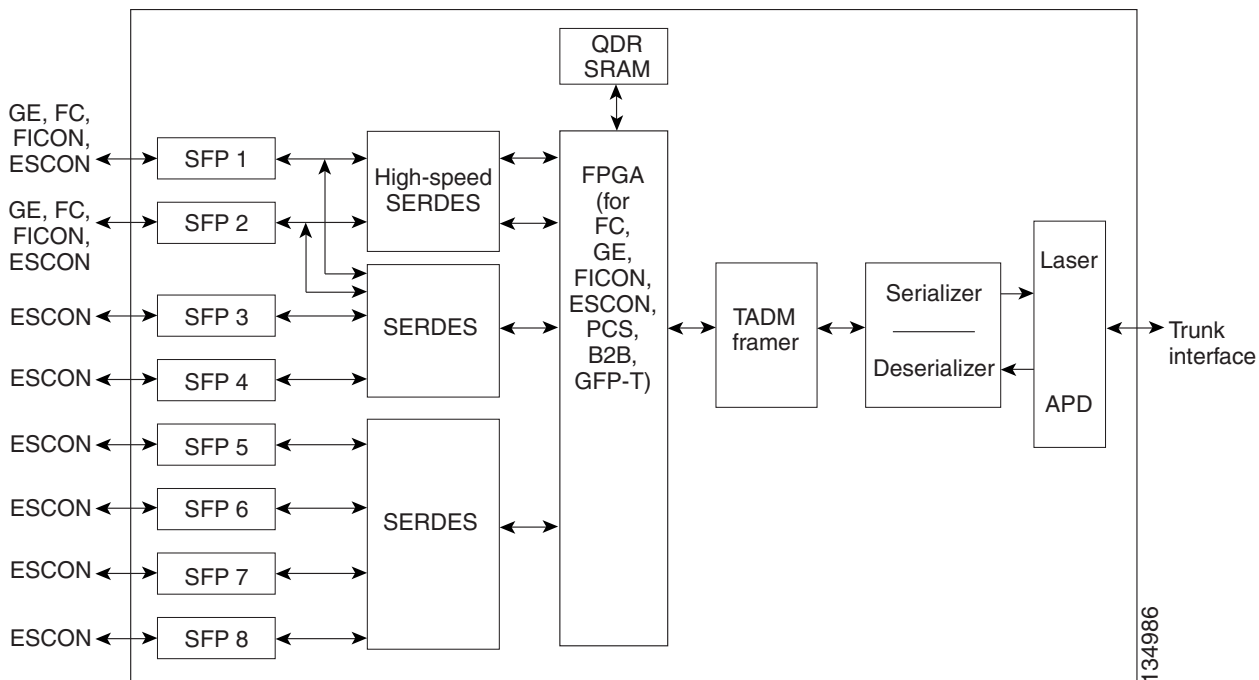 QDR
SRAM
GE, FC,
FICON,
ESCON
SFP 1
High-speed
SERDES
FPGA
(for
FC,
GE,
FICON,
ESCON,
PCS,
B2B,
GFP-T)
GE, FC,
FICON,
ESCON
SFP 2
ESCON
SFP 3
SERDES
ESCON
SFP 4
TADM
framer
Serializer
Deserializer
Laser
APD
Trunk
interface
ESCON
SFP 5
ESCON
SFP 6
SERDES
ESCON
SFP 7
ESCON
SFP 8
134986